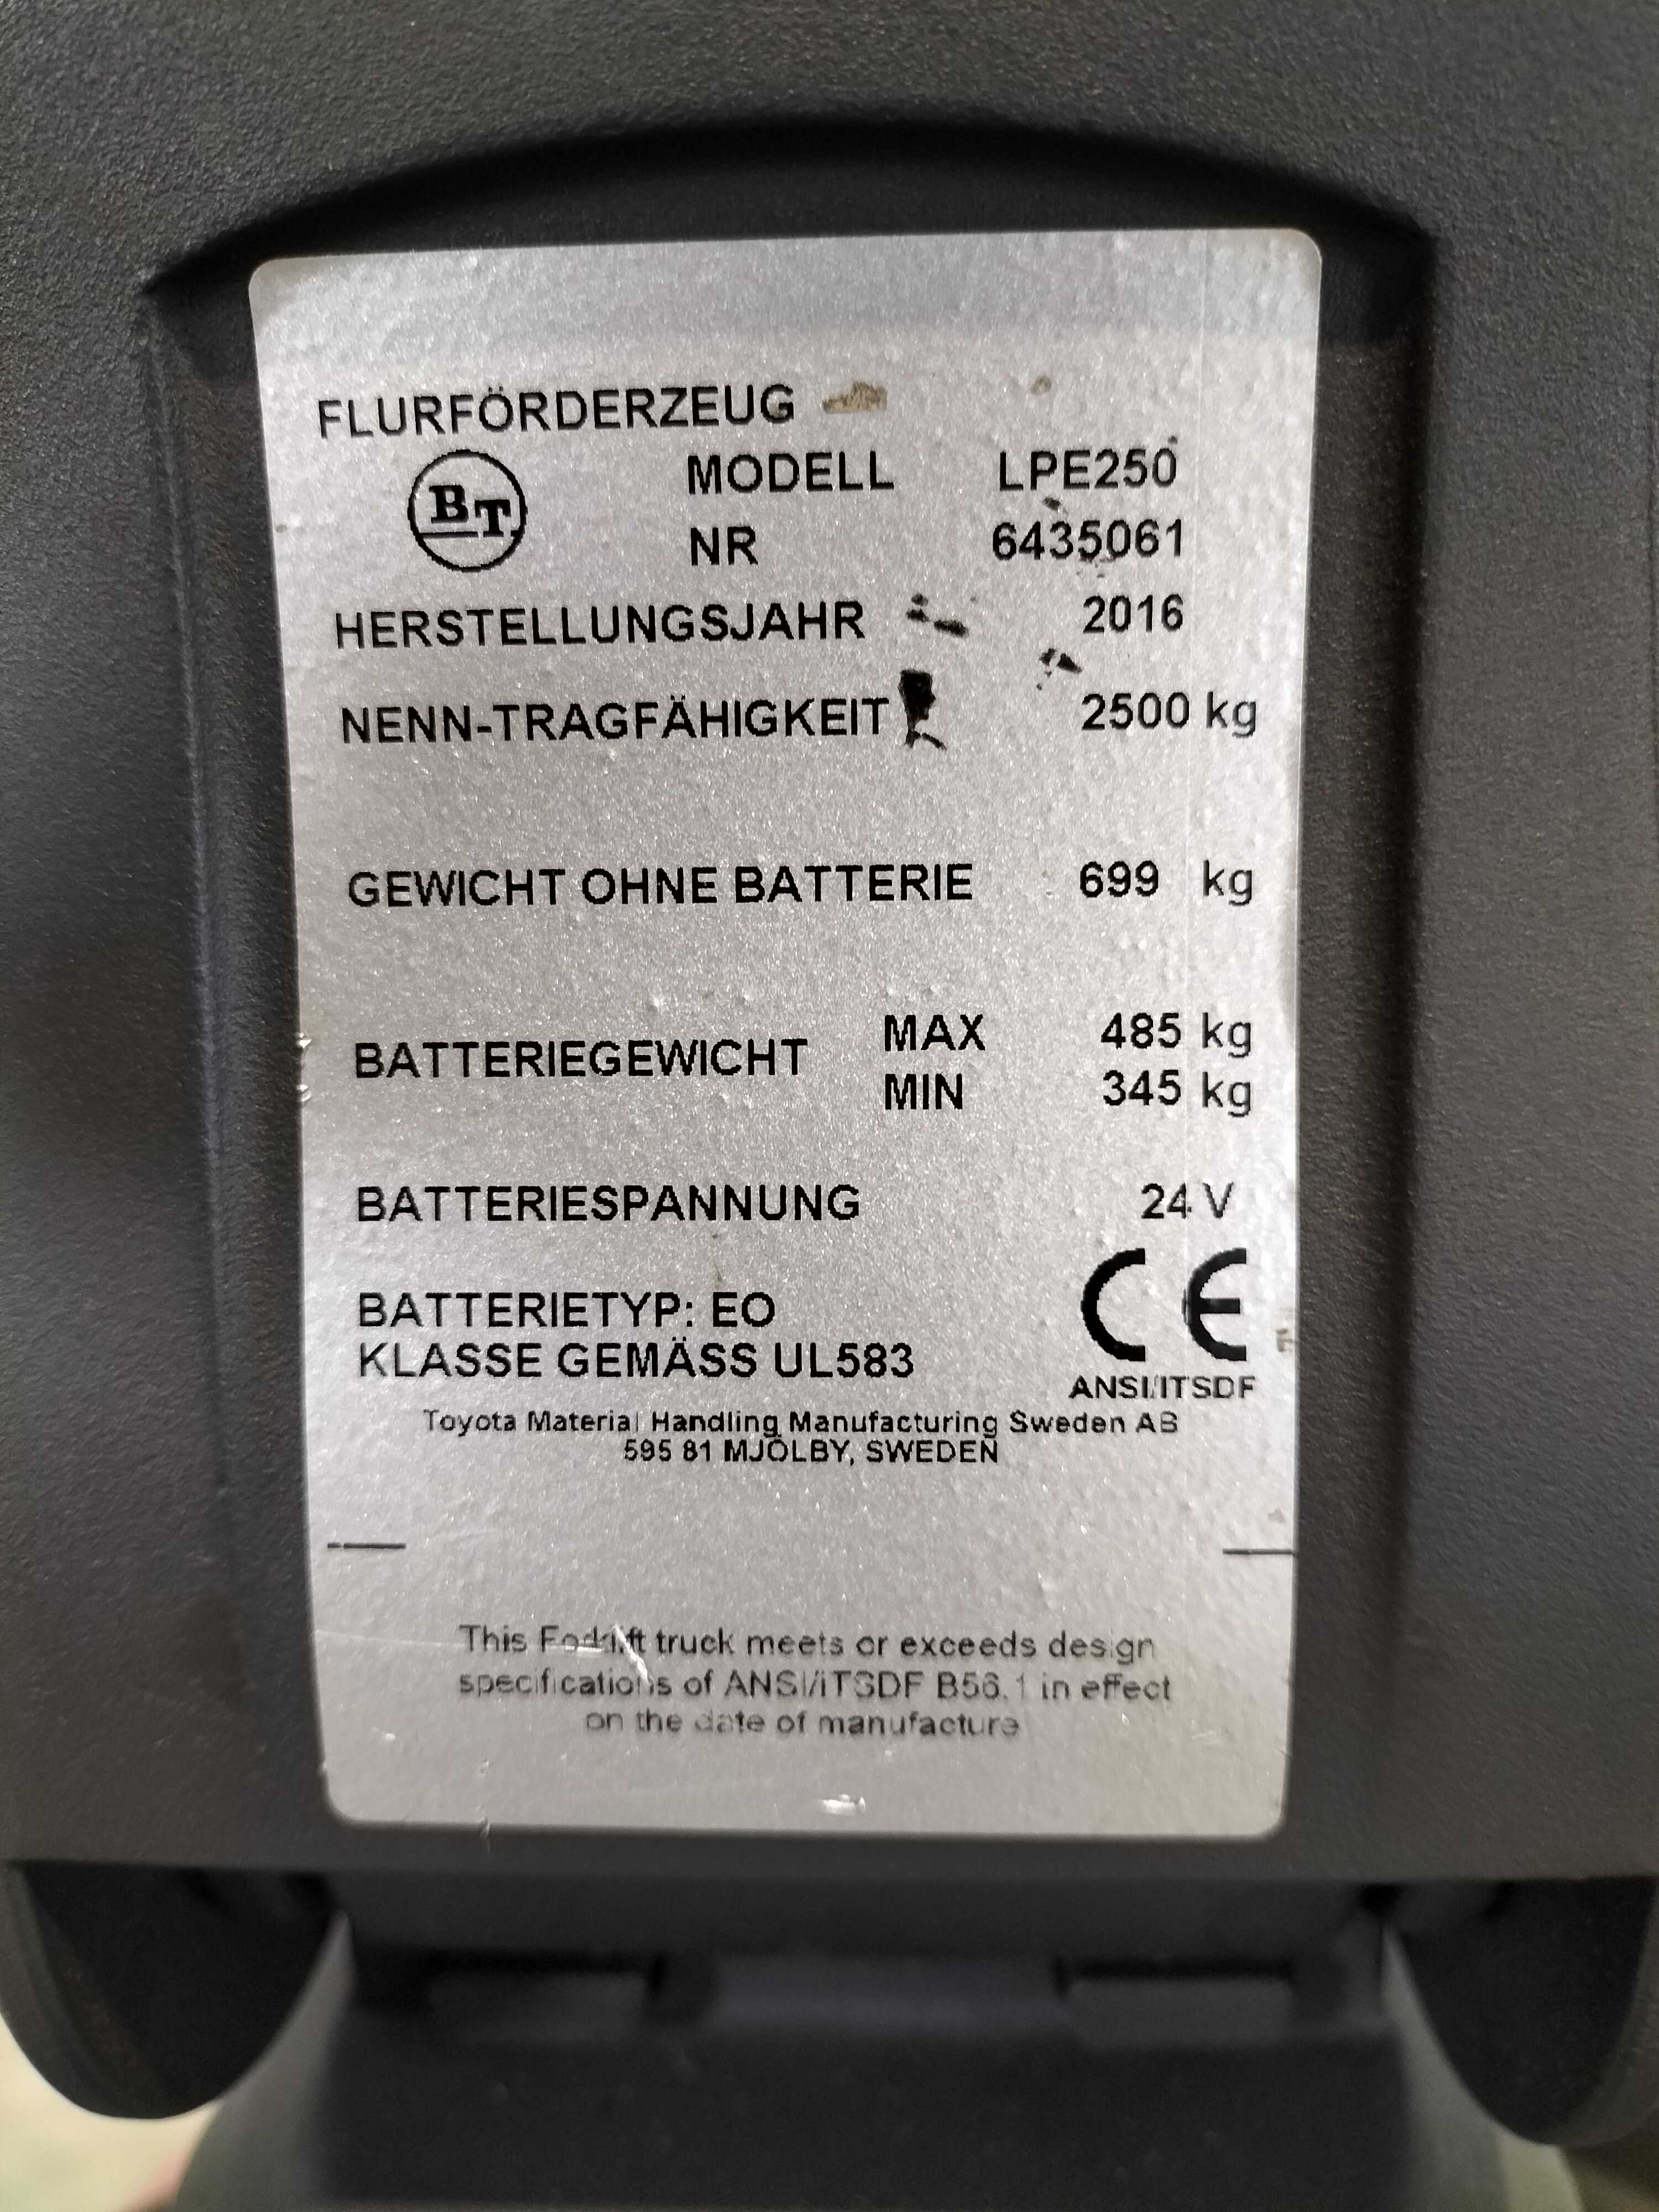 FLURFÖRDERZEUG
BT MODELL LPE250
NR 6435061
HERSTELLUNGSJAHR 2016
NENN-TRAGFÄHIGKEIT 2500 kg
GEWICHT OHNE BATTERIE 699 kg
BATTERIEGEWICHT MAX 485 kg
MIN 345 kg
BATTERIESPANNUNG 24 V
BATTERIETYP: EO
KLASSE GEMÄSS UL583
CE
ANSI/ITSDF
Toyota Material Handling Manufacturing Sweden AB
595 81 MJÖLBY, SWEDEN
This Forklift truck meets or exceeds design
specifications of ANSI/ITSDF B56.1 in effect
on the date of manufacture